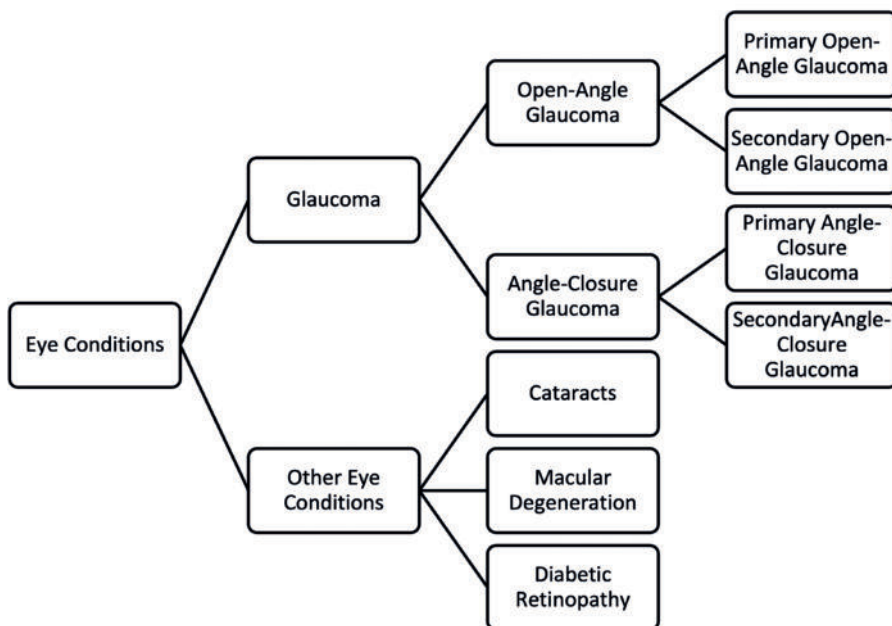 Eye Conditions
Glaucoma
Open-Angle
Glaucoma
Primary Open-
Angle Glaucoma
Secondary Open-
Angle Glaucoma
Angle-Closure
Glaucoma
Primary Angle-
Closure
Glaucoma
SecondaryAngle-
Closure
Glaucoma
Other Eye
Conditions
Cataracts
Macular
Degeneration
Diabetic
Retinopathy